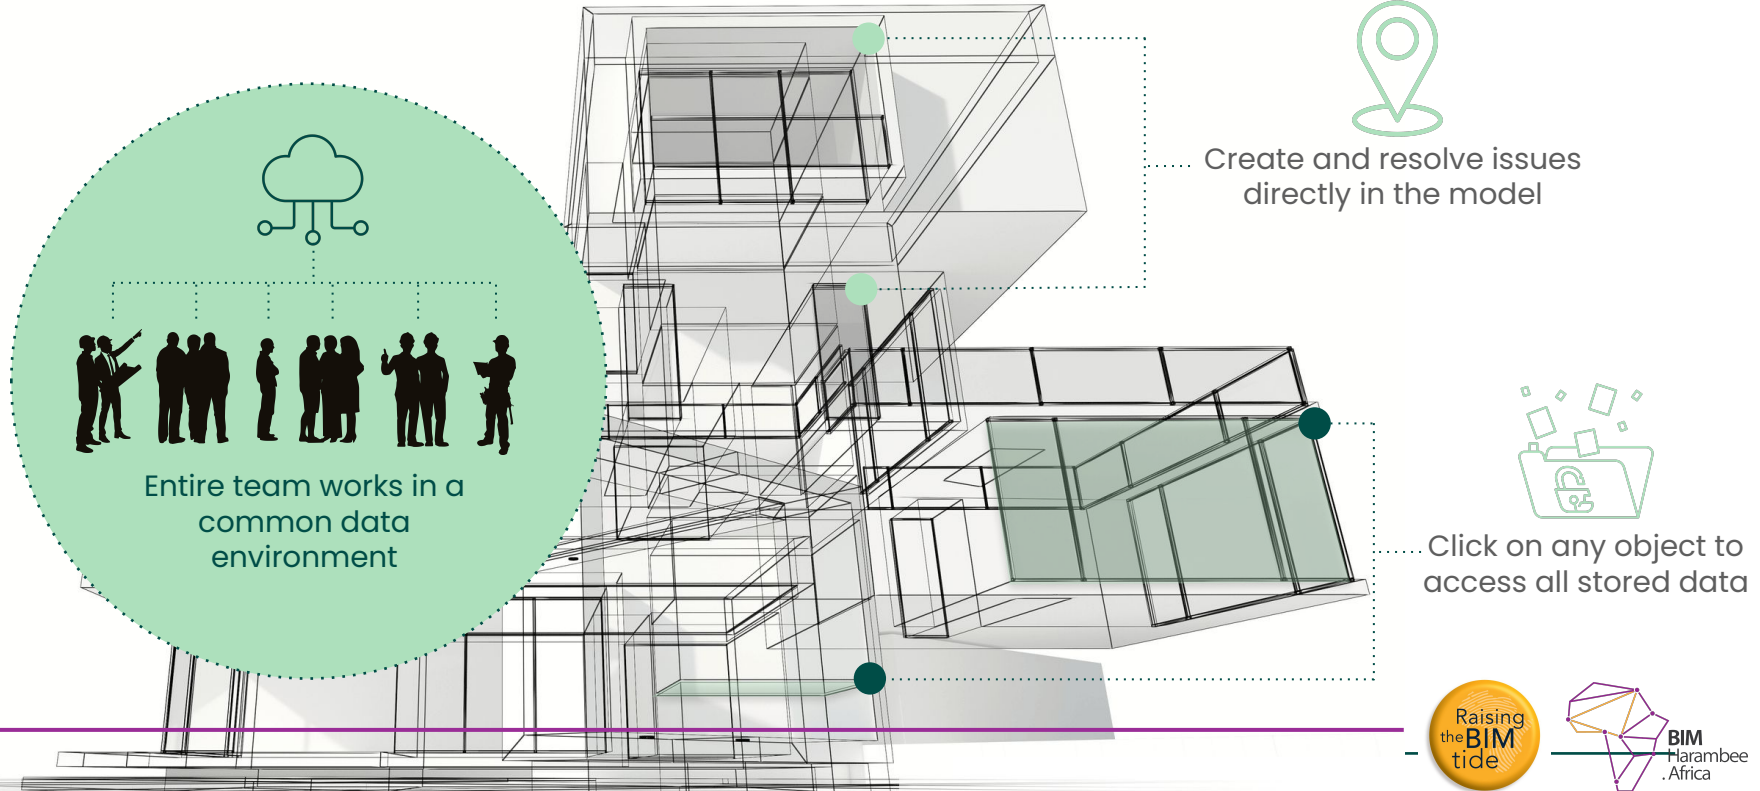 Create and resolve issues
directly in the model
Entire team works in a
common data
environment
Click on any object to
access all stored data
Raising
the BIM
tide
BIM
Harambee
Africa